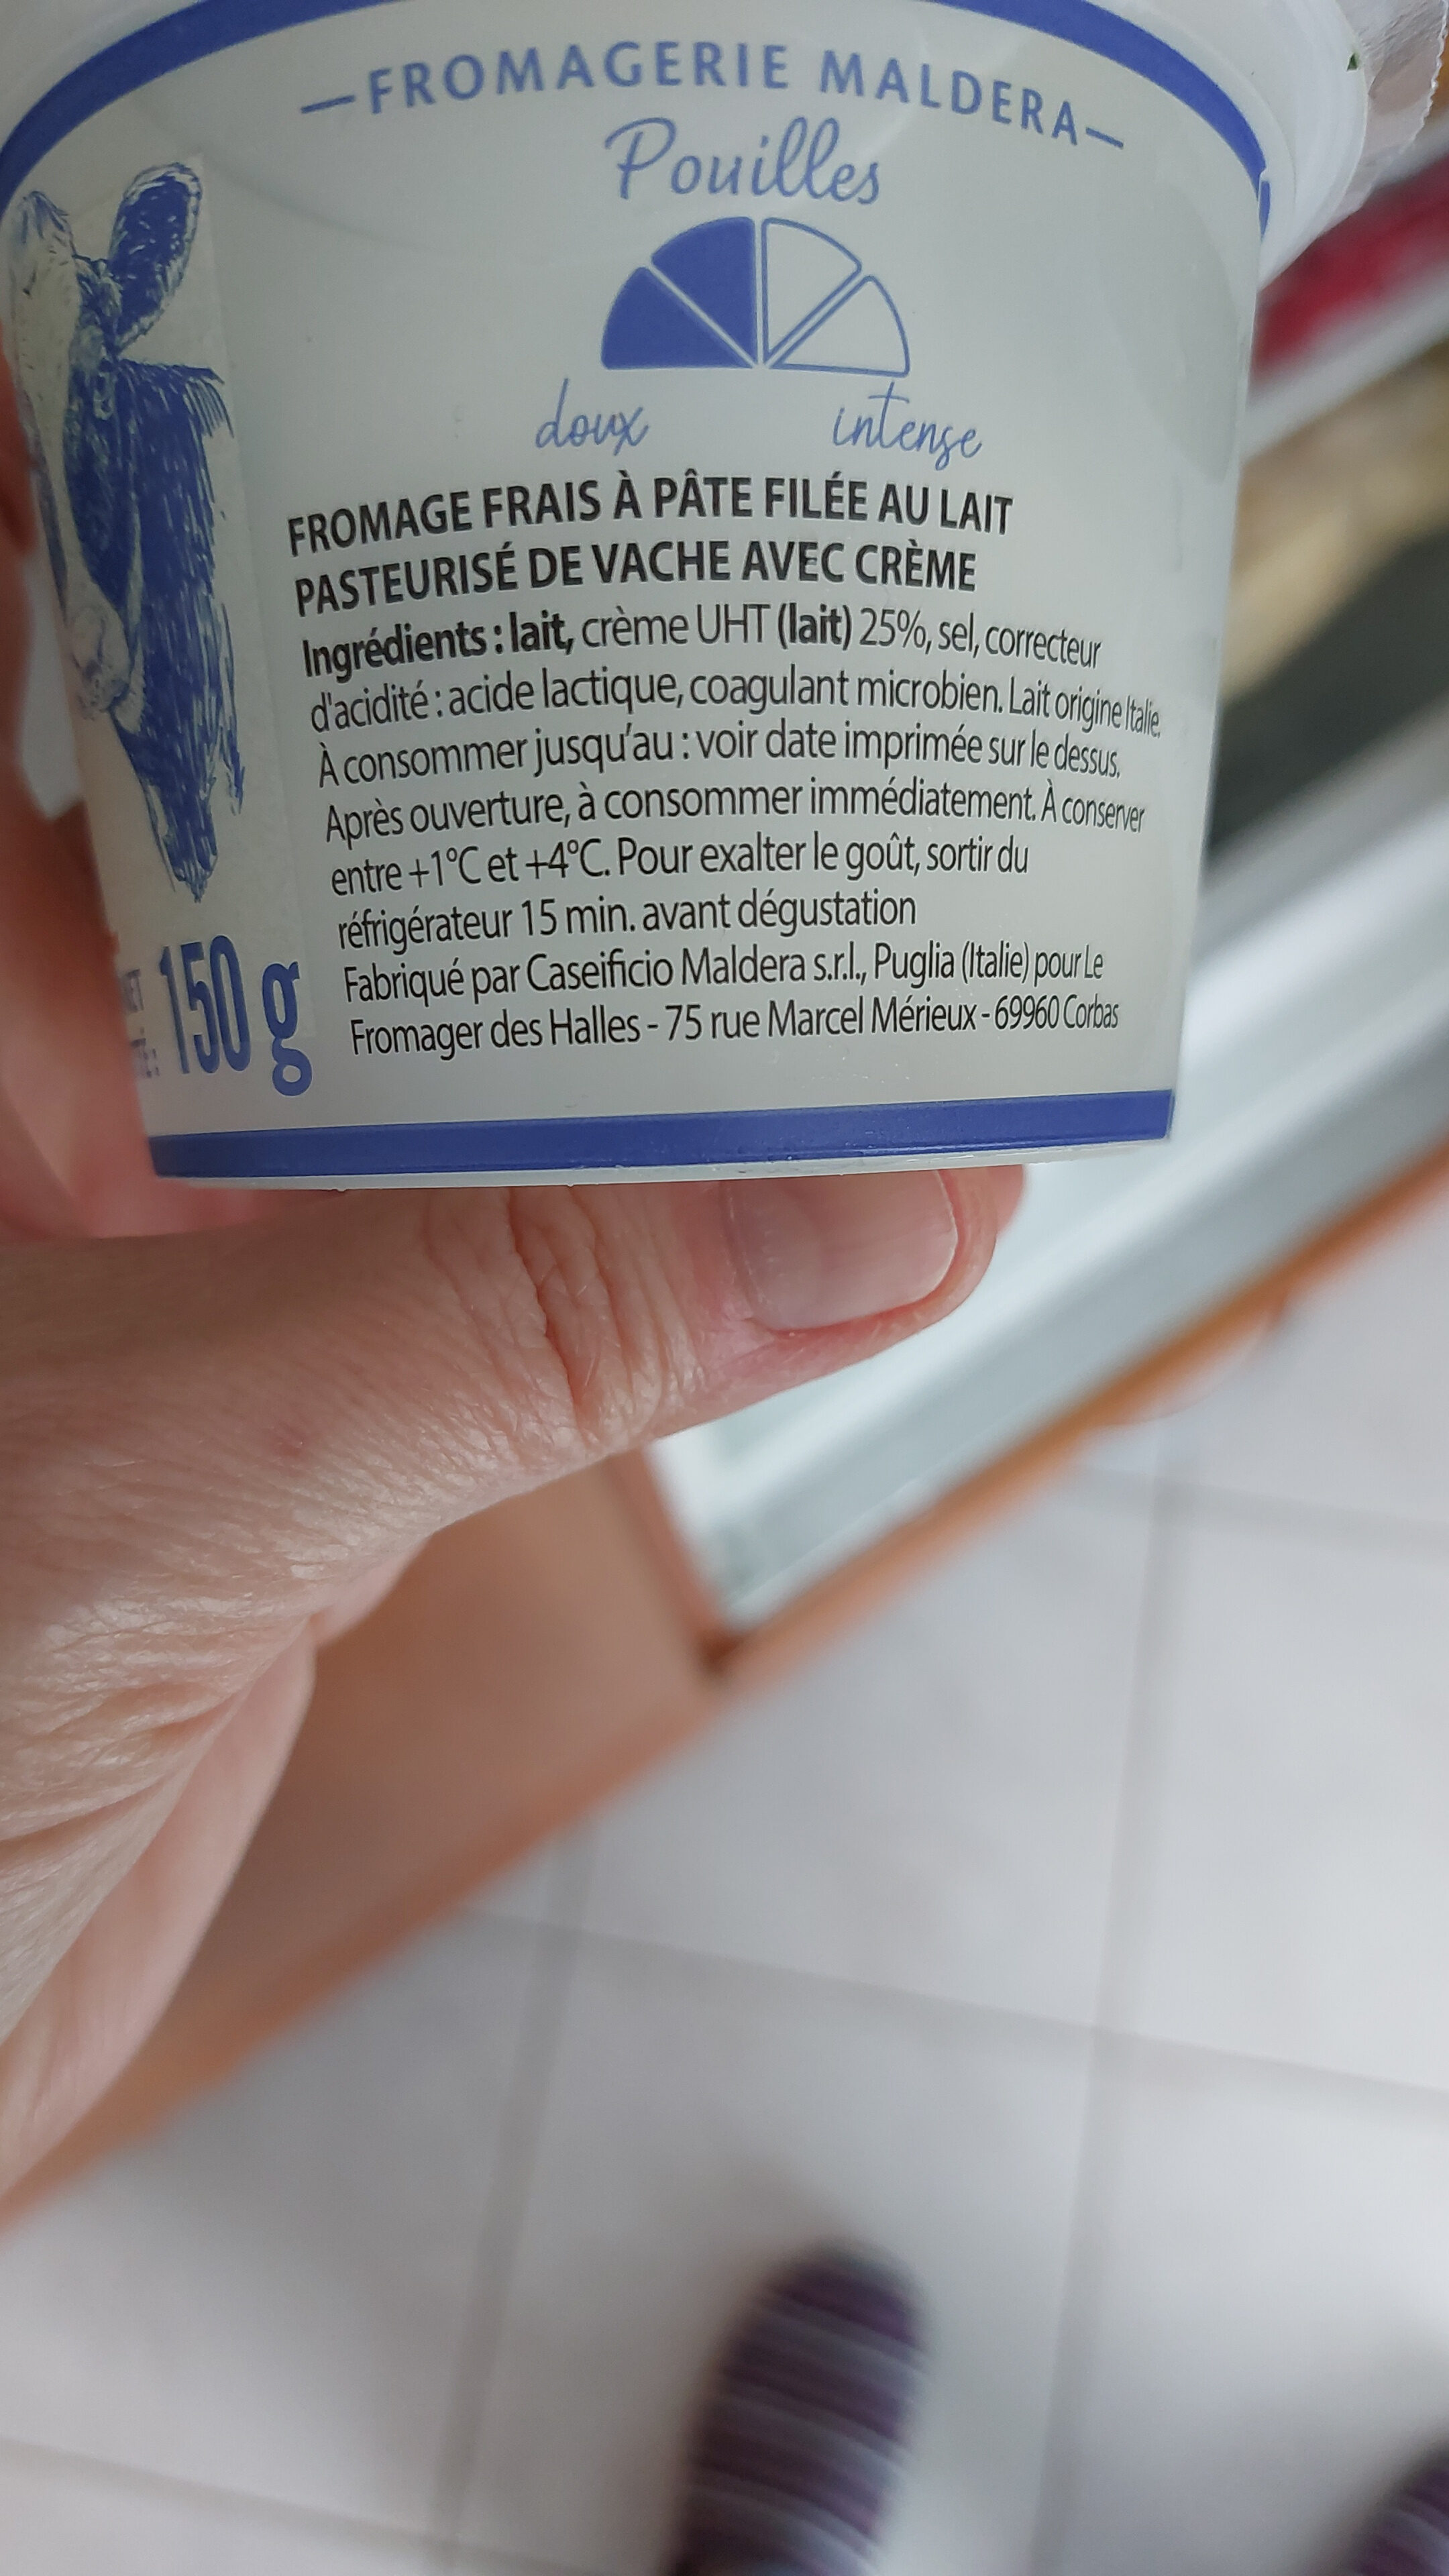 —FROMAGERIE MALDERA—
Pouilles
doux intense
FROMAGE FRAIS À PÂTE FILÉE AU LAIT
PASTEURISÉ DE VACHE AVEC CRÈME
Ingrédients : lait, crème UHT (lait) 25%, sel, correcteur
d'acidité : acide lactique, coagulant microbien. Lait origine Italie.
À consommer jusqu'au : voir date imprimée sur le dessus.
Après ouverture, à consommer immédiatement. À conserver
entre +1°C et +4°C. Pour exalter le goût, sortir du
réfrigérateur 15 min. avant dégustation
Fabriqué par Caseificio Maldera s.r.l., Puglia (Italie) pour Le
Fromager des Halles - 75 rue Marcel Mérieux - 69960 Corbas
150 g